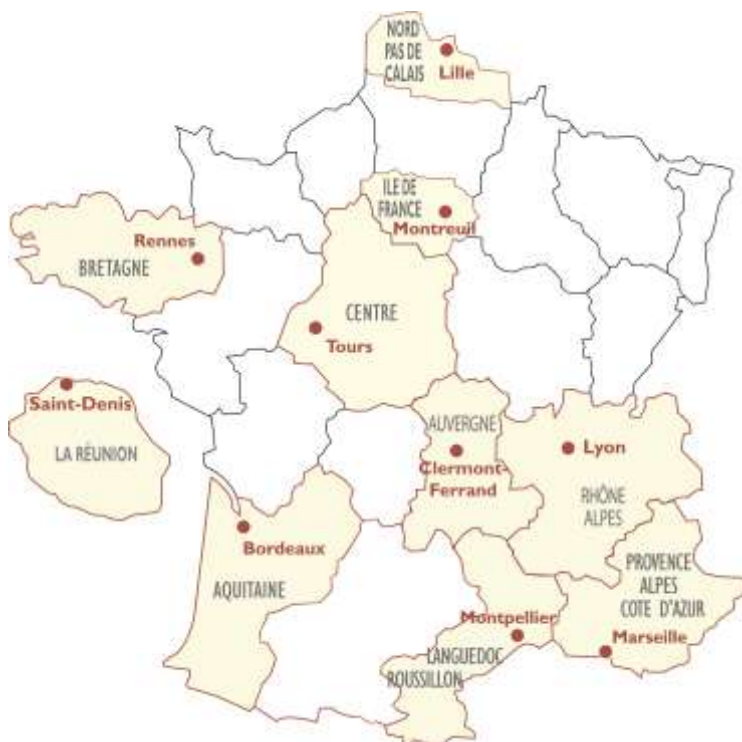 NORD
PAS DE
CALAIS
Lille
ILE DE
FRANCE
Montreuil
Rennes
BRETAGNE
CENTRE
Tours
Saint-Denis
LA RÉUNION
AUVERGNE
Clermont-
Ferrand
Lyon
RHÔNE
ALPES
Bordeaux
AQUITAINE
PROVENCE
ALPES
COTE D'AZUR
Montpellier
Marseille
LANGUEDOC
ROUSSILLON